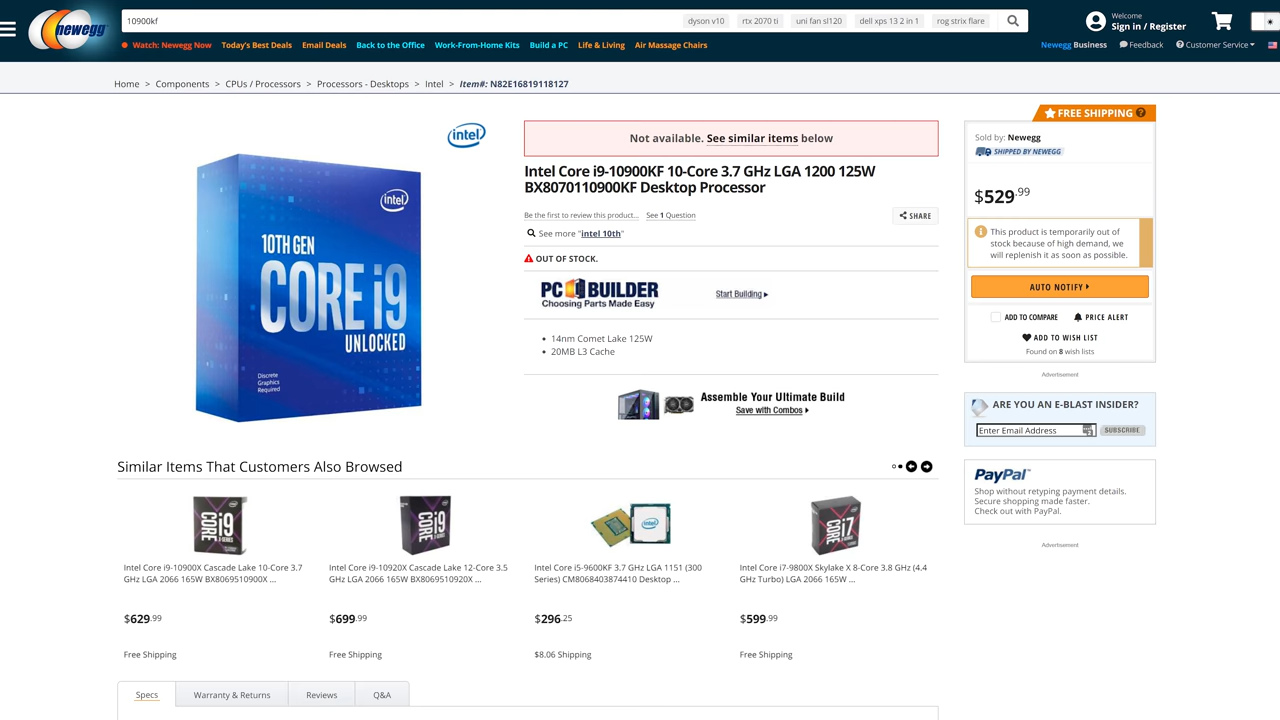 newegg
10900kf
dyson v10
rtx 2070 ti
uni fan sl120
dell xps 13 2 in 1
rog strix flare
Welcome
Sign in / Register
Watch: Newegg Now
Today's Best Deals
Email Deals
Back to the Office
Work-From-Home Kits
Build a PC
Life & Living
Air Massage Chairs
Newegg Business
Feedback
Customer Service
Home > Components > CPUs / Processors > Processors - Desktops > Intel > Item#: N82E16819118127
intel
intel
10TH GEN
CORE i9
UNLOCKED
Discrete
Graphics
Required
Not available. See similar items below
Intel Core i9-10900KF 10-Core 3.7 GHz LGA 1200 125W
BX8070110900KF Desktop Processor
Be the first to review this product...
See 1 Question
SHARE
See more "intel 10th"
OUT OF STOCK.
PC BUILDER
Choosing Parts Made Easy
Start Building
• 14nm Comet Lake 125W
• 20MB L3 Cache
Assemble Your Ultimate Build
Save with Combos
FREE SHIPPING ?
Sold by: Newegg
SHIPPED BY NEWEGG
$529.99
This product is temporarily out of
stock because of high demand, we
will replenish it as soon as possible.
AUTO NOTIFY
ADD TO COMPARE
PRICE ALERT
ADD TO WISH LIST
Found on 8 wish lists
Advertisement
ARE YOU AN E-BLAST INSIDER?
Enter Email Address
SUBSCRIBE
PayPal™
Shop without retyping payment details.
Secure shopping made faster.
Check out with PayPal.
Advertisement
Similar Items That Customers Also Browsed
CORE i9
X-SERIES
CORE i9
X-SERIES
intel
CORE i7
X-SERIES
Intel Core i9-10900X Cascade Lake 10-Core 3.7
GHz LGA 2066 165W BX8069510900X ...
$629.99
Free Shipping
Intel Core i9-10920X Cascade Lake 12-Core 3.5
GHz LGA 2066 165W BX8069510920X ...
$699.99
Free Shipping
Intel Core i5-9600KF 3.7 GHz LGA 1151 (300
Series) CM8068403874410 Desktop ...
$296.25
$8.06 Shipping
Intel Core i7-9800X Skylake X 8-Core 3.8 GHz (4.4
GHz Turbo) LGA 2066 165W ...
$599.99
Free Shipping
Specs
Warranty & Returns
Reviews
Q&A